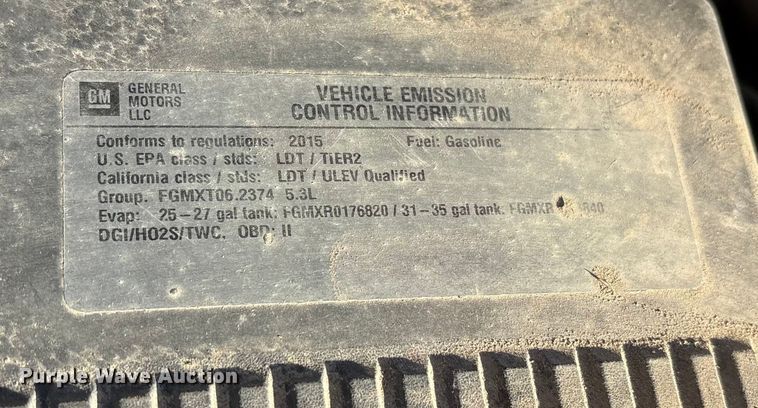 GM
GENERAL MOTORS LLC
VEHICLE EMISSION
CONTROL INFORMATION
Conforms to regulations: 2015 Fuel: Gasoline
U.S. EPA class / stds: LDT / TIER2
California class / stds: LDT / ULEV Qualified
Group: FGMXT06.2374 5.3L
Evap: 25-27 gal tank: FGMXR0176820 / 31-35 gal tank:
DGI/HO2S/TWC. OBD: II
Purple Wave Auction